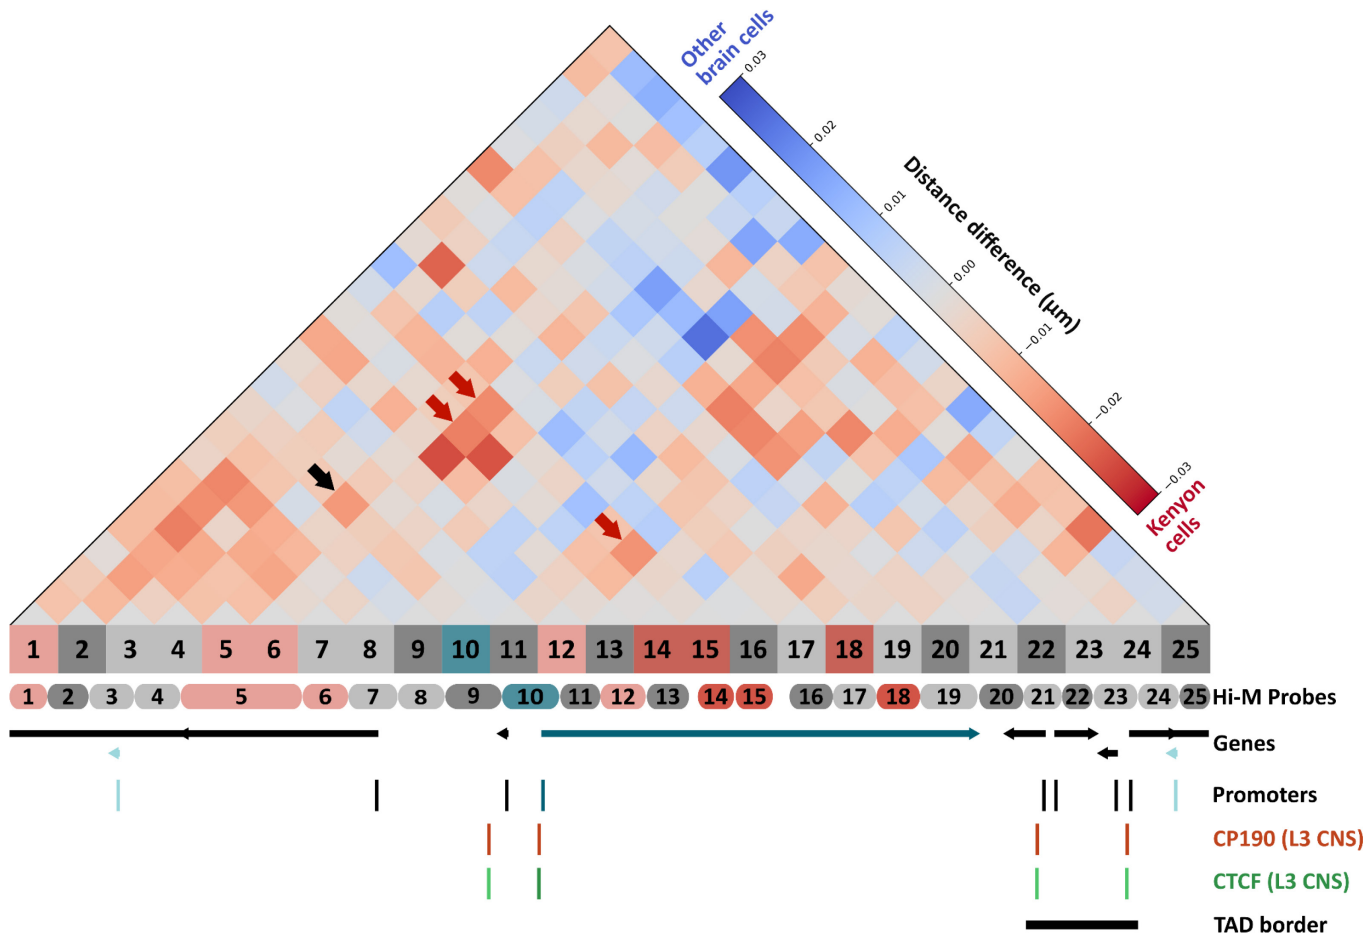 Other
brain cells
0.03
0.02
0.01
0.00
−0.01
−0.02
−0.03
Distance difference (μm)
Kenyon
cells
1 2 3 4 5 6 7 8 9 10 11 12 13 14 15 16 17 18 19 20 21 22 23 24 25
1 2 3 4 5 6 7 8 9 10 11 12 13 14 15 16 17 18 19 20 21 22 23 24 25 Hi-M Probes
Genes
Promoters
CP190 (L3 CNS)
CTCF (L3 CNS)
TAD border